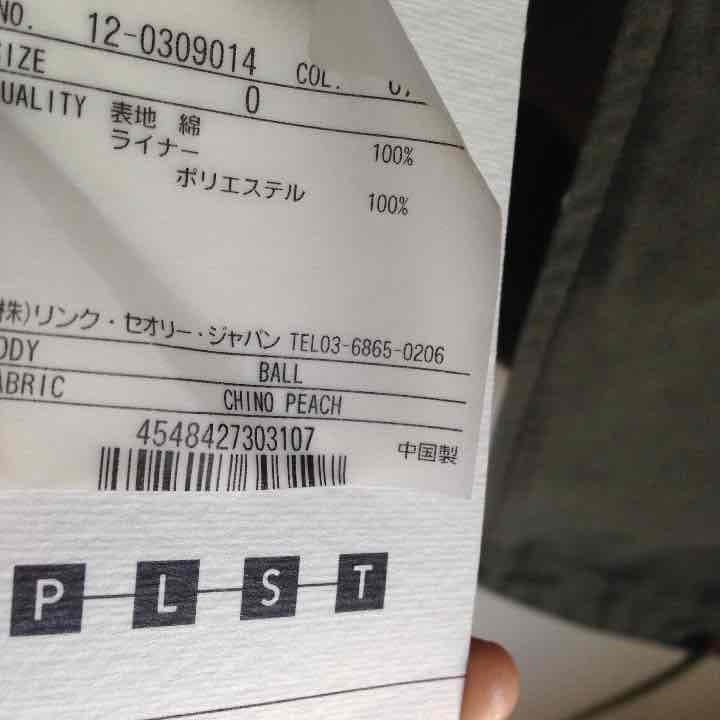 NO. 12-0309014 COL.
SIZE 0
QUALITY 表地 綿 100%
ライナー
ポリエステル 100%
株)リンク・セオリー・ジャパン TEL03-6865-0206
ODY BALL
ABRIC CHINO PEACH
4548427303107
中国製
P L S T